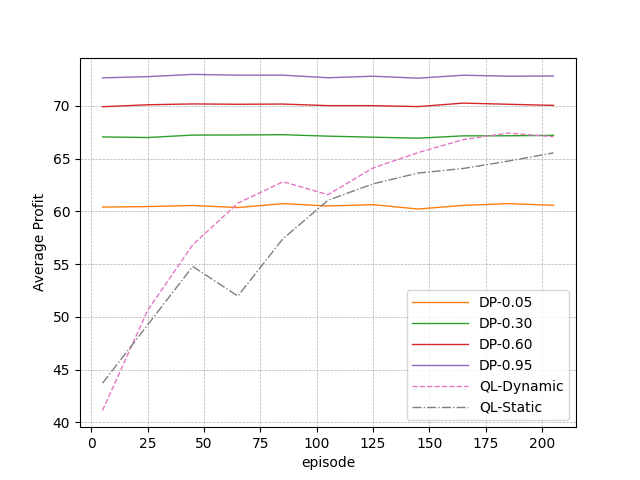 70
65
60
55
50
45
40
Average Profit
DP-0.05
DP-0.30
DP-0.60
DP-0.95
QL-Dynamic
QL-Static
0 25 50 75 100 125 150 175 200
episode